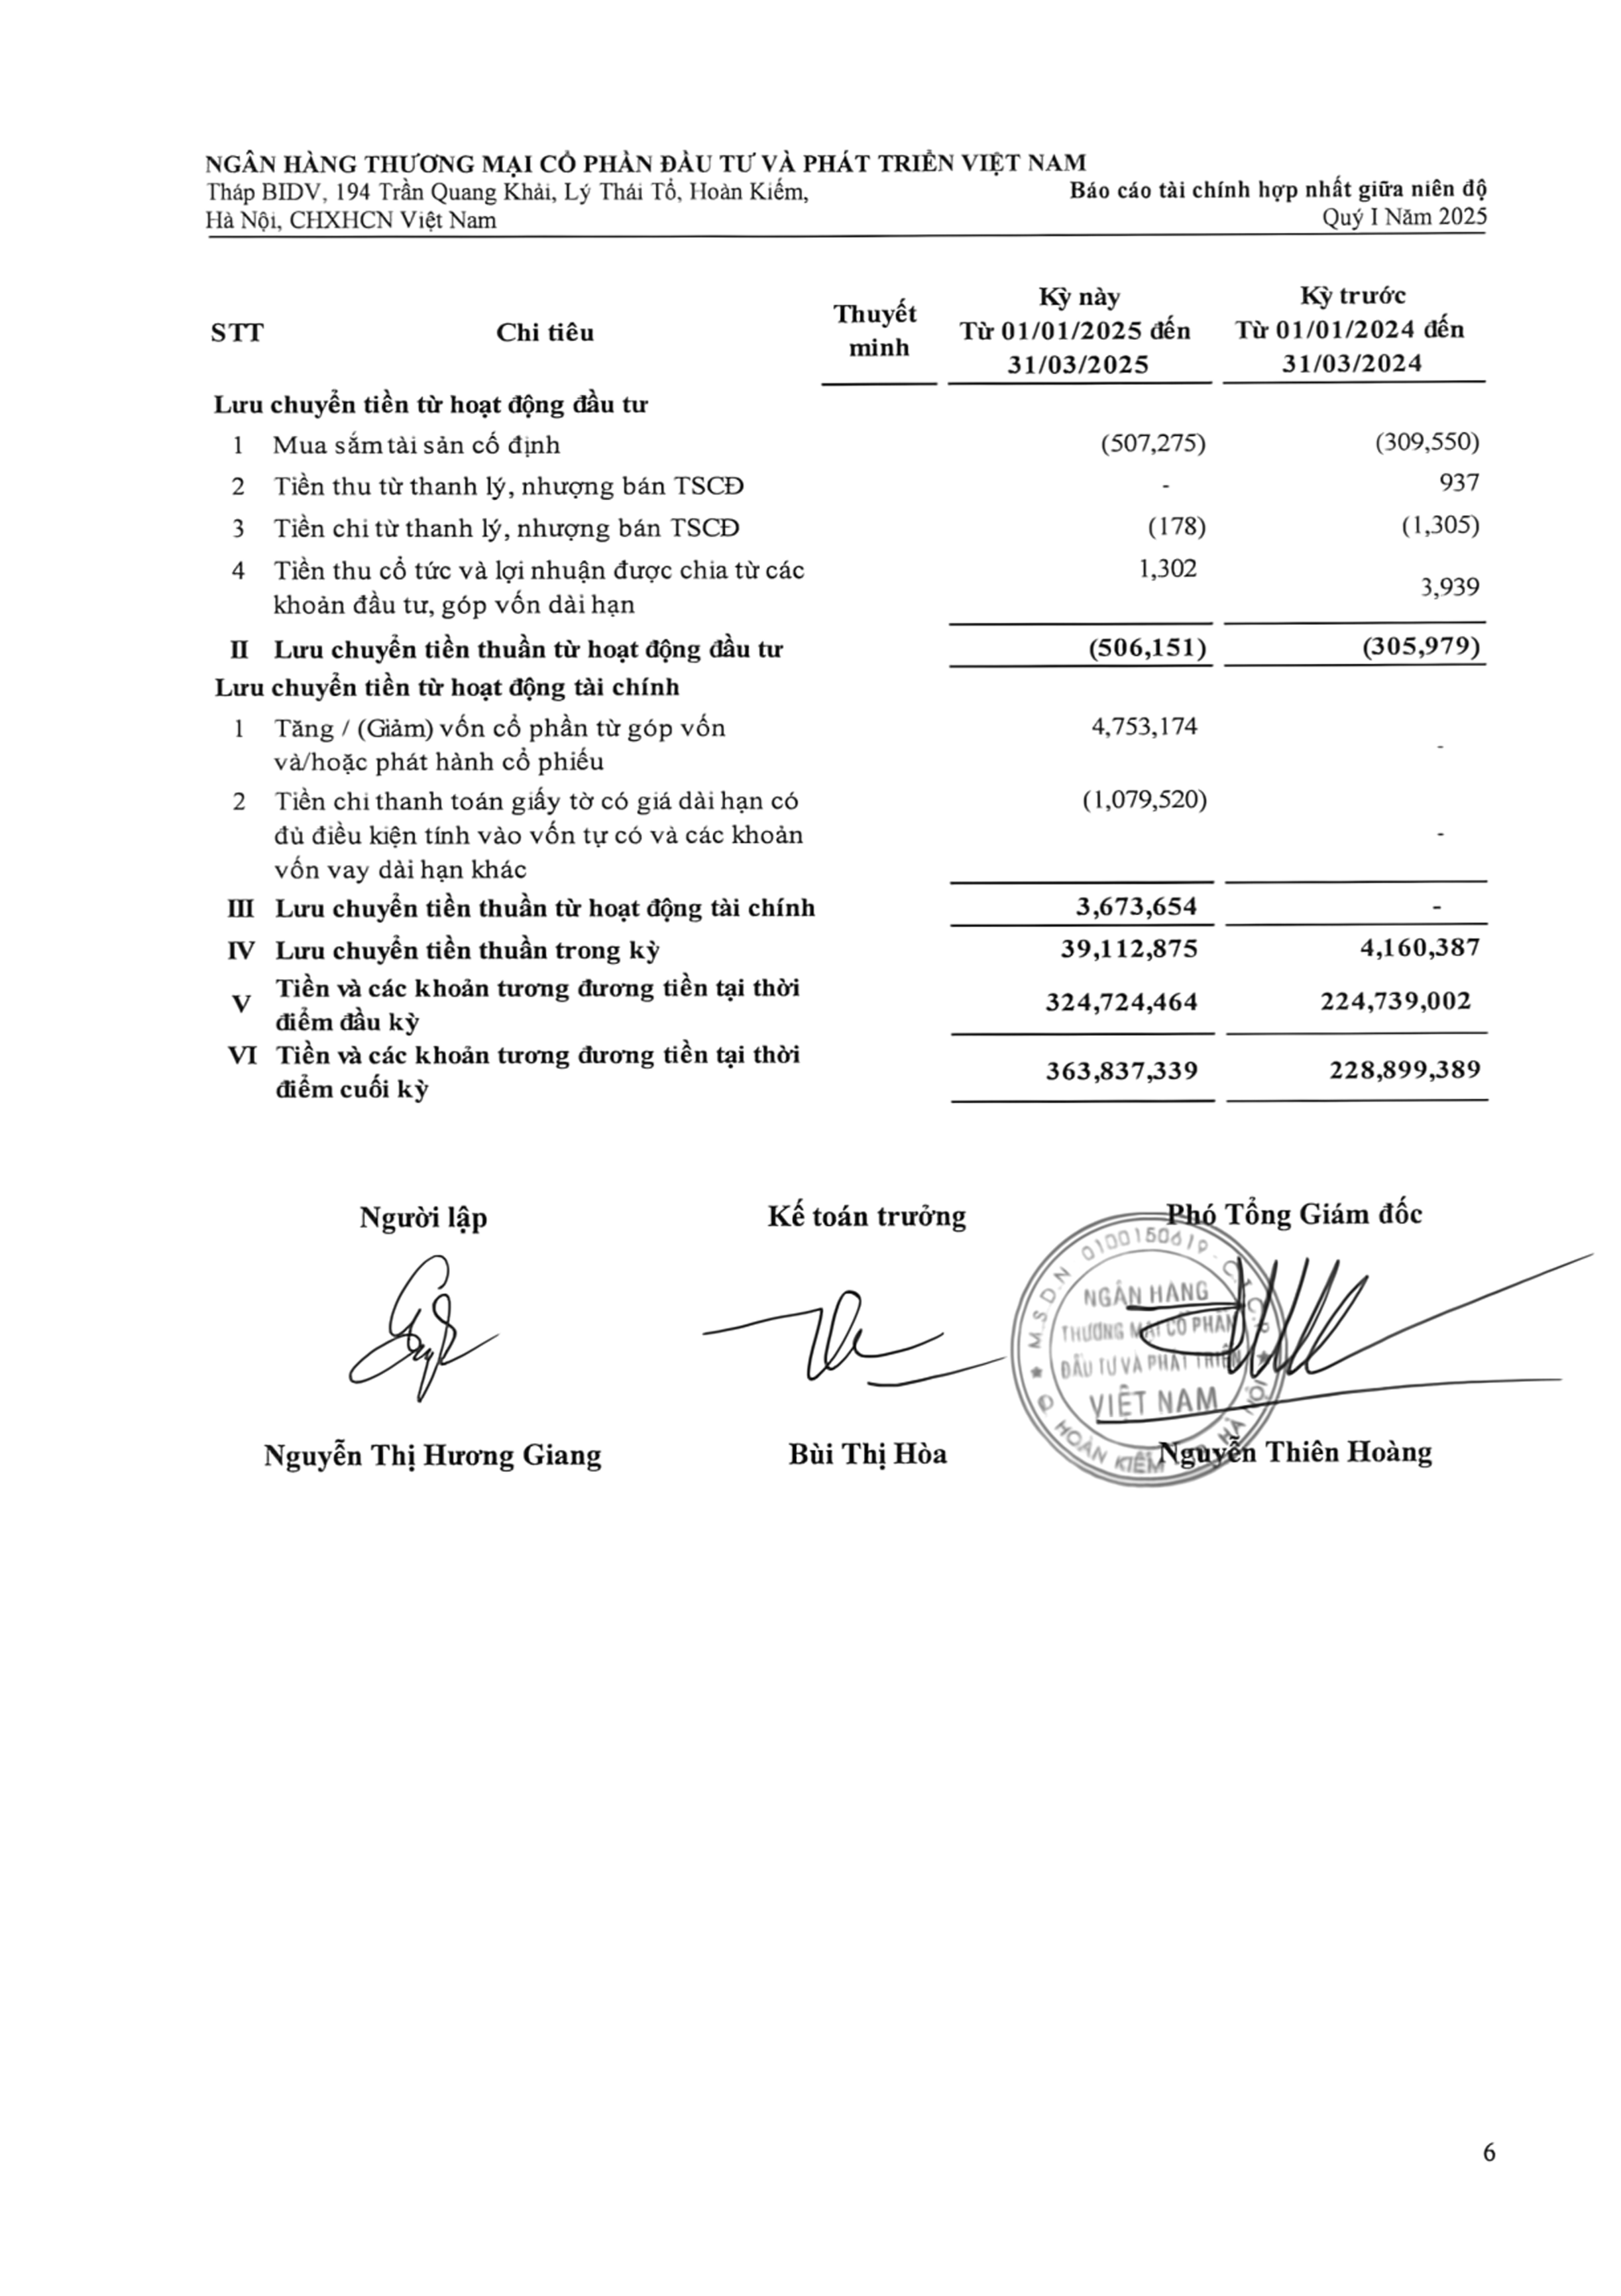 NGÂN HÀNG THƯƠNG MẠI CỔ PHẦN ĐẦU TƯ VÀ PHÁT TRIỂN VIỆT NAM
Tháp BIDV, 194 Trần Quang Khải, Lý Thái Tổ, Hoàn Kiếm,
Hà Nội, CHXHCN Việt Nam
Báo cáo tài chính hợp nhất giữa niên độ
Quý I Năm 2025
STT Chi tiêu Thuyết minh Kỳ này Từ 01/01/2025 đến 31/03/2025 Kỳ trước Từ 01/01/2024 đến 31/03/2024
Lưu chuyển tiền từ hoạt động đầu tư
1 Mua sắm tài sản cố định (507,275) (309,550)
2 Tiền thu từ thanh lý, nhượng bán TSCĐ - 937
3 Tiền chi từ thanh lý, nhượng bán TSCĐ (178) (1,305)
4 Tiền thu cổ tức và lợi nhuận được chia từ các 1,302
khoản đầu tư, góp vốn dài hạn 3,939
II Lưu chuyển tiền thuần từ hoạt động đầu tư (506,151) (305,979)
Lưu chuyển tiền từ hoạt động tài chính
1 Tăng / (Giảm) vốn cổ phần từ góp vốn 4,753,174
và/hoặc phát hành cổ phiếu -
2 Tiền chi thanh toán giấy tờ có giá dài hạn có (1,079,520)
đủ điều kiện tính vào vốn tự có và các khoản -
vốn vay dài hạn khác
III Lưu chuyển tiền thuần từ hoạt động tài chính 3,673,654 -
IV Lưu chuyển tiền thuần trong kỳ 39,112,875 4,160,387
V Tiền và các khoản tương đương tiền tại thời
điểm đầu kỳ 324,724,464 224,739,002
VI Tiền và các khoản tương đương tiền tại thời
điểm cuối kỳ 363,837,339 228,899,389
Người lập Kế toán trưởng Phó Tổng Giám đốc
M.S.D.N 0100150619 - C.T.C.P
NGÂN HÀNG
THƯƠNG MẠI CỔ PHẦN
ĐẦU TƯ VÀ PHÁT TRIỂN
VIỆT NAM
Q. HOÀN KIẾM HÀ NỘI
Nguyễn Thị Hương Giang Bùi Thị Hòa Nguyễn Thiên Hoàng
6